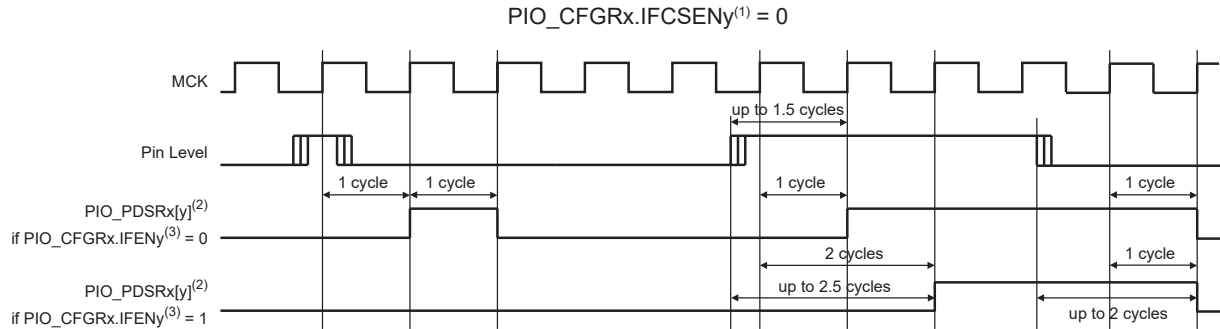 PIO_CFGRx.IFCSENy(1) = 0
MCK
up to 1.5 cycles
Pin Level
1 cycle 1 cycle 1 cycle 1 cycle
PIO_PDSRx[y](2)
if PIO_CFGRx.IFENy(3) = 0
2 cycles 1 cycle
PIO_PDSRx[y](2)
up to 2.5 cycles up to 2 cycles
if PIO_CFGRx.IFENy(3) = 1